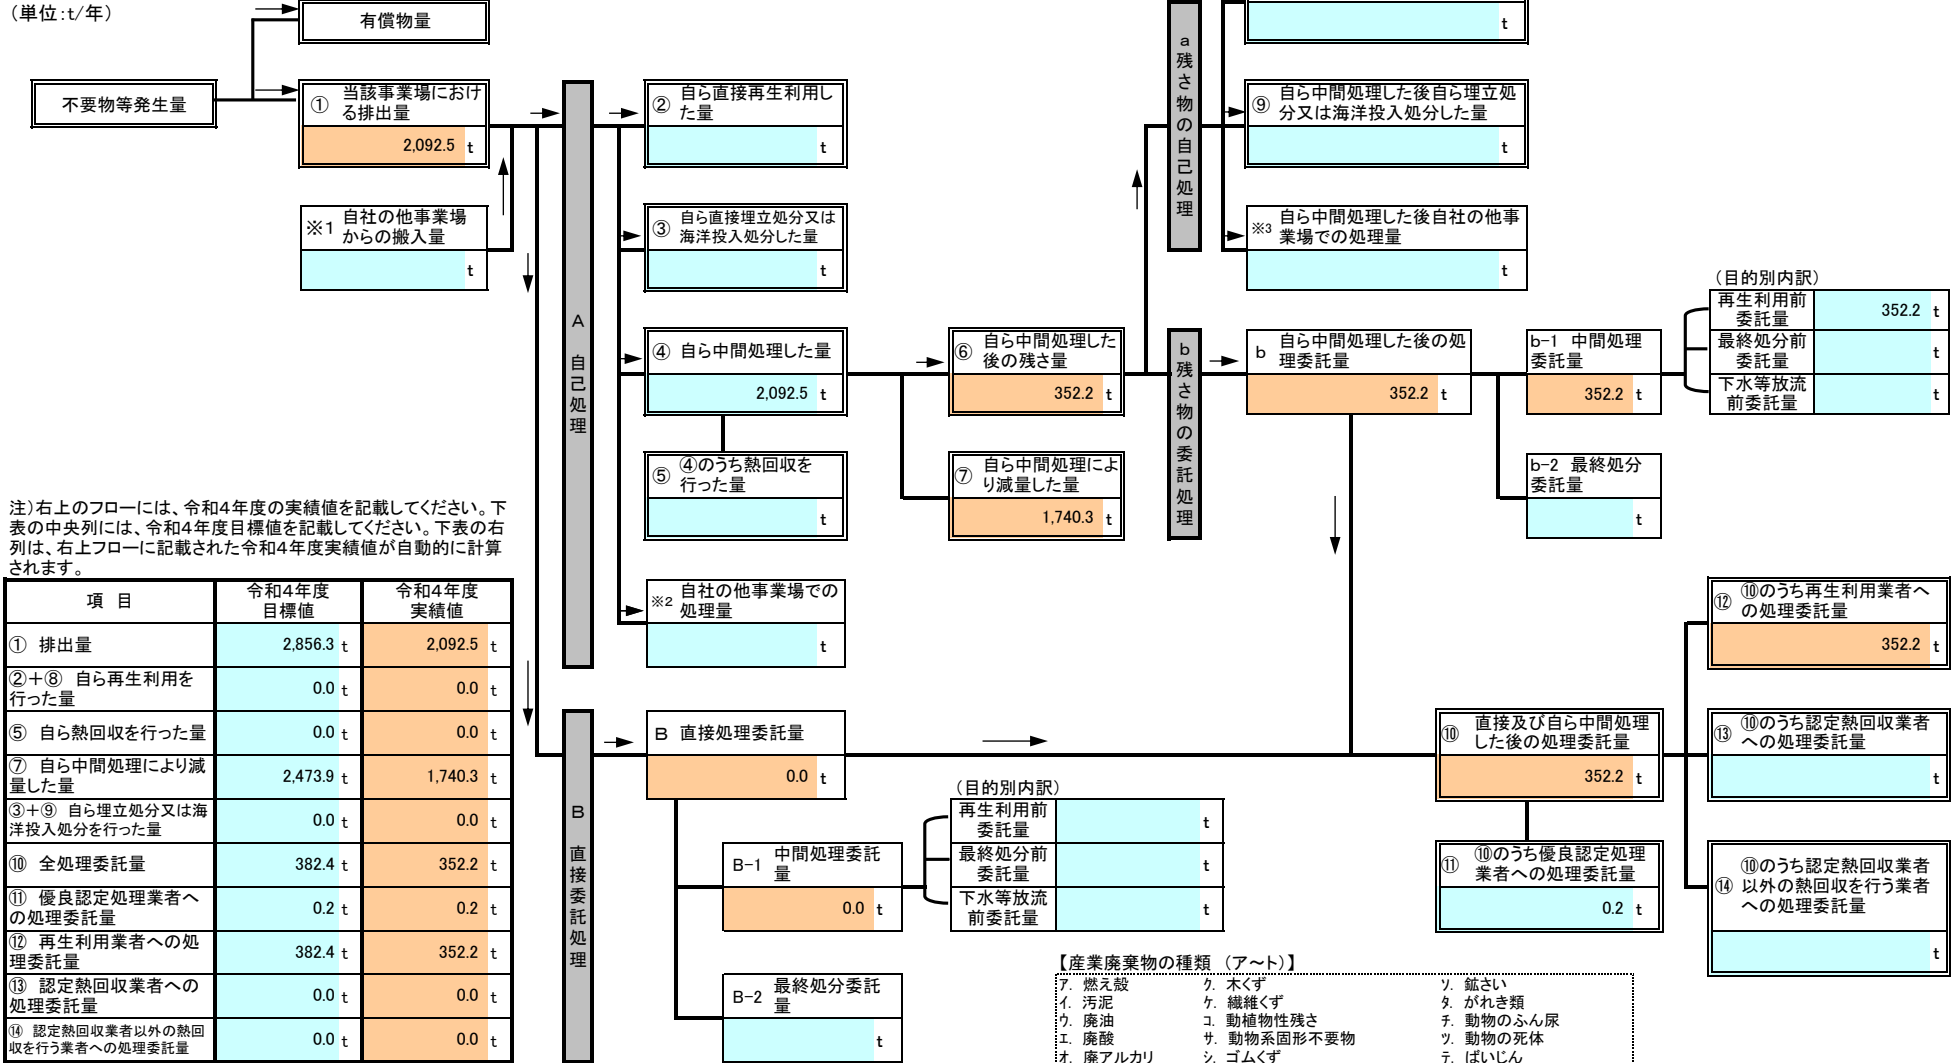 （単位：t/年）
有償物量
不要物等発生量
① 当該事業場におけ
る排出量
2,092.5 t
※1 自社の他事業場
からの搬入量
t
A 自己処理
② 自ら直接再生利用し
た量
t
③ 自ら直接埋立処分又は
海洋投入処分した量
t
④ 自ら中間処理した量
2,092.5 t
⑤ ④のうち熱回収を
行った量
t
※2 自社の他事業場での
処理量
t
⑥ 自ら中間処理した
後の残さ量
352.2 t
⑦ 自ら中間処理によ
り減量した量
1,740.3 t
a 残さ物の自己処理
t
⑨ 自ら中間処理した後自ら埋立処
分又は海洋投入処分した量
t
※3 自ら中間処理した後自社の他事
業場での処理量
t
b 残さ物の委託処理
b 自ら中間処理した後の処
理委託量
352.2 t
b-1 中間処理
委託量
352.2 t
b-2 最終処分
委託量
t
（目的別内訳）
再生利用前
委託量
352.2 t
最終処分前
委託量
t
下水等放流
前委託量
t
注）右上のフローには、令和４年度の実績値を記載してください。下
表の中央列には、令和４年度目標値を記載してください。下表の右
列は、右上フローに記載された令和４年度実績値が自動的に計算
されます。
項 目 令和４年度 目標値 令和４年度 実績値
① 排出量 2,856.3 t 2,092.5 t
②＋⑧ 自ら再生利用を
行った量 0.0 t 0.0 t
⑤ 自ら熱回収を行った量 0.0 t 0.0 t
⑦ 自ら中間処理により減
量した量 2,473.9 t 1,740.3 t
③＋⑨ 自ら埋立処分又は海
洋投入処分を行った量 0.0 t 0.0 t
⑩ 全処理委託量 382.4 t 352.2 t
⑪ 優良認定処理業者へ
の処理委託量 0.2 t 0.2 t
⑫ 再生利用業者への処
理委託量 382.4 t 352.2 t
⑬ 認定熱回収業者への
処理委託量 0.0 t 0.0 t
⑭ 認定熱回収業者以外の熱回
収を行う業者への処理委託量 0.0 t 0.0 t
B 直接委託処理
B 直接処理委託量
0.0 t
B-1 中間処理委託
量
0.0 t
B-2 最終処分委託
量
t
（目的別内訳）
再生利用前
委託量
t
最終処分前
委託量
t
下水等放流
前委託量
t
⑩ 直接及び自ら中間処理
した後の処理委託量
352.2 t
⑪ ⑩のうち優良認定処理
業者への処理委託量
0.2 t
⑫ ⑩のうち再生利用業者へ
の処理委託量
352.2 t
⑬ ⑩のうち認定熱回収業者
への処理委託量
t
⑭ ⑩のうち認定熱回収業者
以外の熱回収を行う業者
への処理委託量
t
【産業廃棄物の種類 （ア～ト）】
ア. 燃え殻 ク. 木くず ソ. 鉱さい
イ. 汚泥 ケ. 繊維くず タ. がれき類
ウ. 廃油 コ. 動植物性残さ チ. 動物のふん尿
エ. 廃酸 サ. 動物系固形不要物 ツ. 動物の死体
オ. 廃アルカリ シ. ゴムくず テ. ばいじん